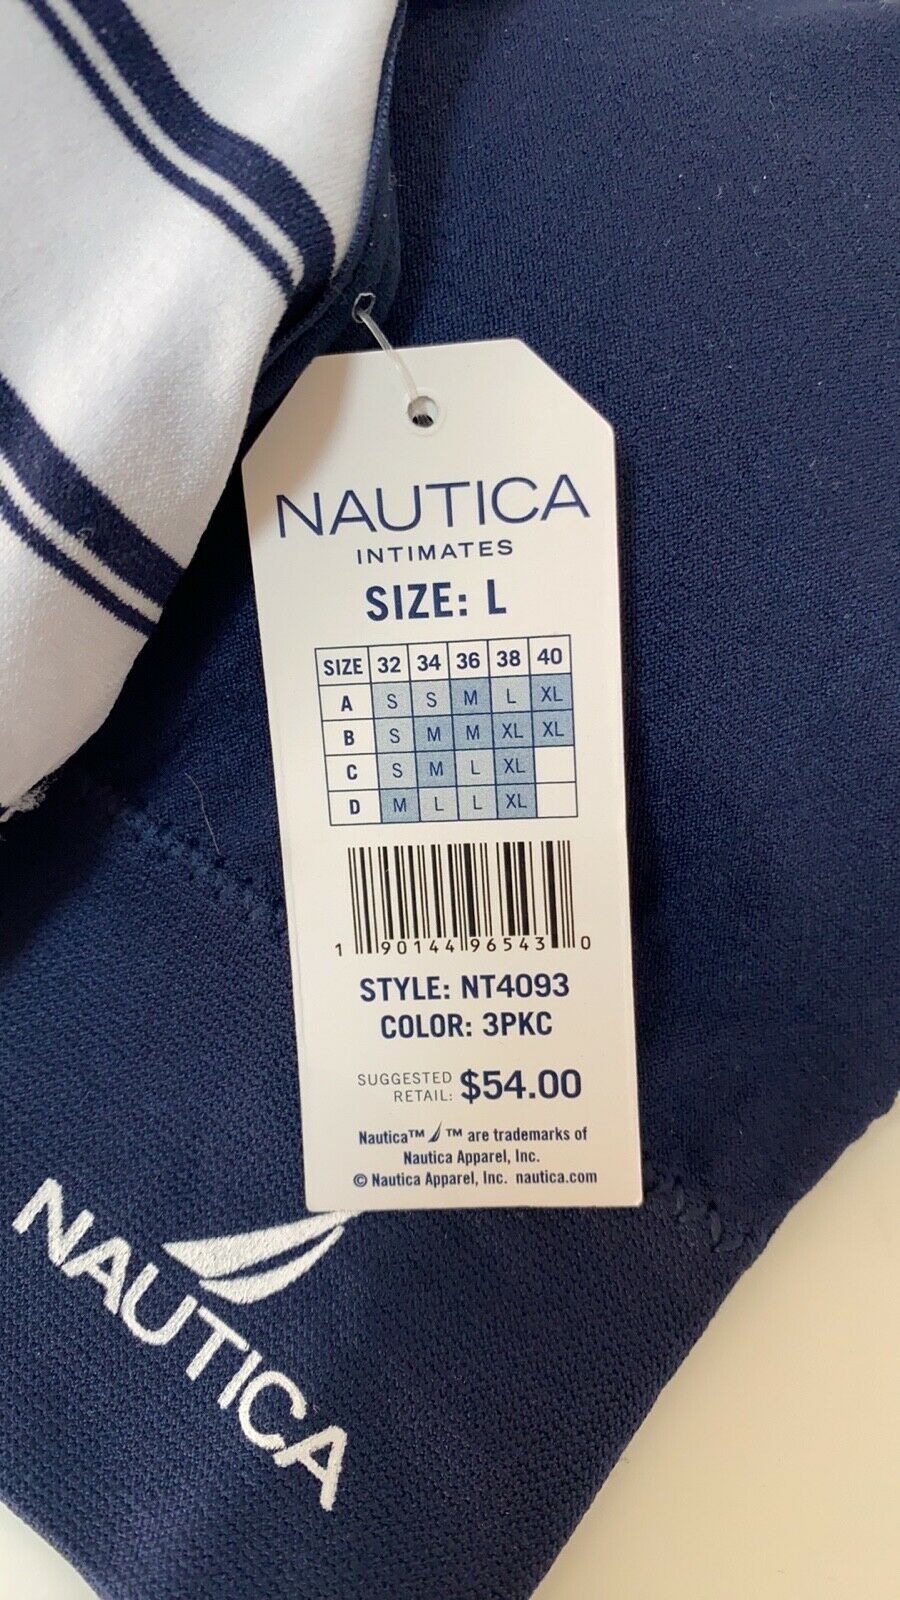 NAUTICA
INTIMATES
SIZE: L
SIZE 32 34 36 38 40
A S S M L XL
B S M M XL XL
C S M L XL
D M L L XL
1 90144 96543 0
STYLE: NT4093
COLOR: 3PKC
SUGGESTED RETAIL: $54.00
Nautica™ ™ are trademarks of
Nautica Apparel, Inc.
© Nautica Apparel, Inc. nautica.com
NAUTICA